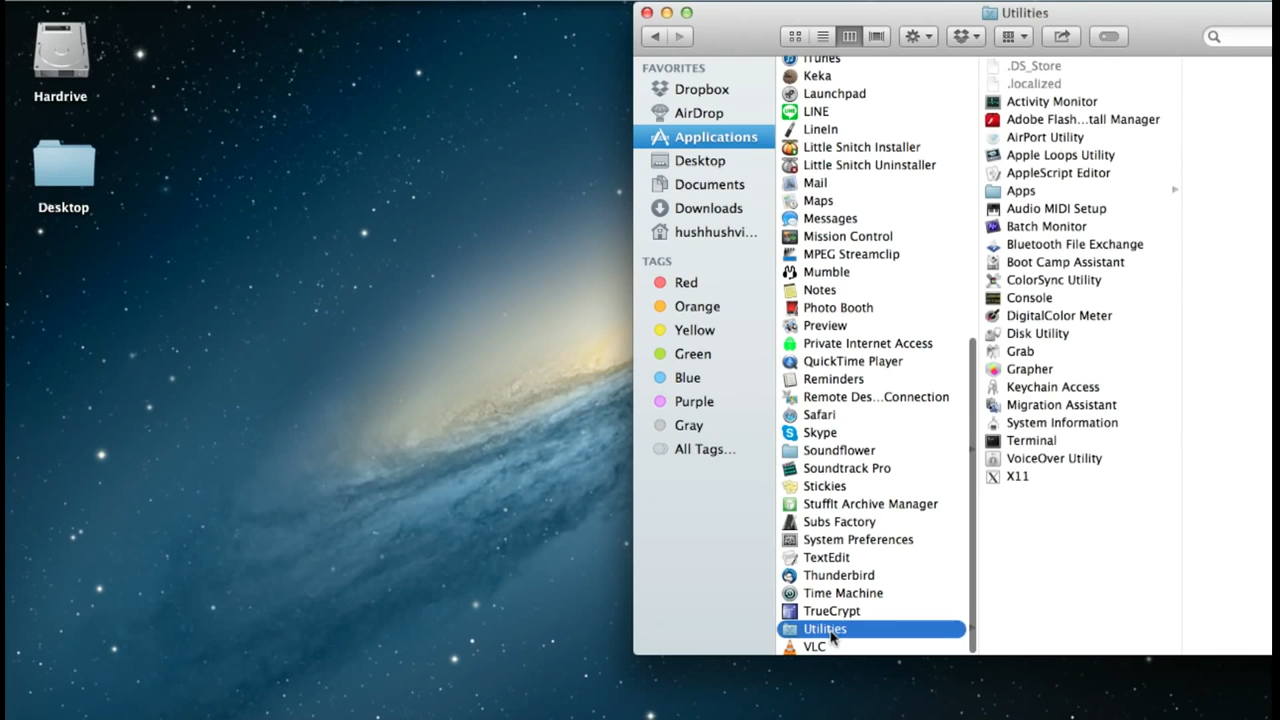 Hardrive
Desktop
Utilities
FAVORITES
Dropbox
AirDrop
Applications
Desktop
Documents
Downloads
hushhushvi...
TAGS
Red
Orange
Yellow
Green
Blue
Purple
Gray
All Tags...
iTunes
Keka
Launchpad
LINE
LineIn
Little Snitch Installer
Little Snitch Uninstaller
Mail
Maps
Messages
Mission Control
MPEG Streamclip
Mumble
Notes
Photo Booth
Preview
Private Internet Access
QuickTime Player
Reminders
Remote Des...Connection
Safari
Skype
Soundflower
Soundtrack Pro
Stickies
StuffIt Archive Manager
Subs Factory
System Preferences
TextEdit
Thunderbird
Time Machine
TrueCrypt
Utilities
VLC
.DS_Store
.localized
Activity Monitor
Adobe Flash...tall Manager
AirPort Utility
Apple Loops Utility
AppleScript Editor
Apps
Audio MIDI Setup
Batch Monitor
Bluetooth File Exchange
Boot Camp Assistant
ColorSync Utility
Console
DigitalColor Meter
Disk Utility
Grab
Grapher
Keychain Access
Migration Assistant
System Information
Terminal
VoiceOver Utility
X11